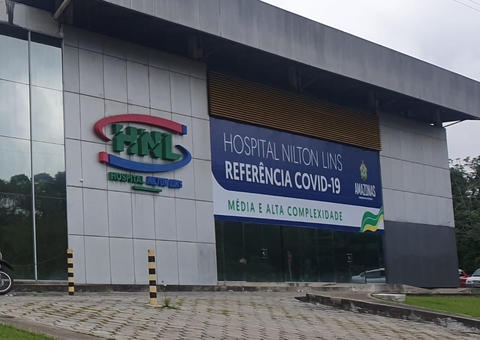 HNL
HOSPITAL NILTON LINS
HOSPITAL NILTON LINS
REFERÊNCIA COVID-19
MÉDIA E ALTA COMPLEXIDADE
AMAZONAS